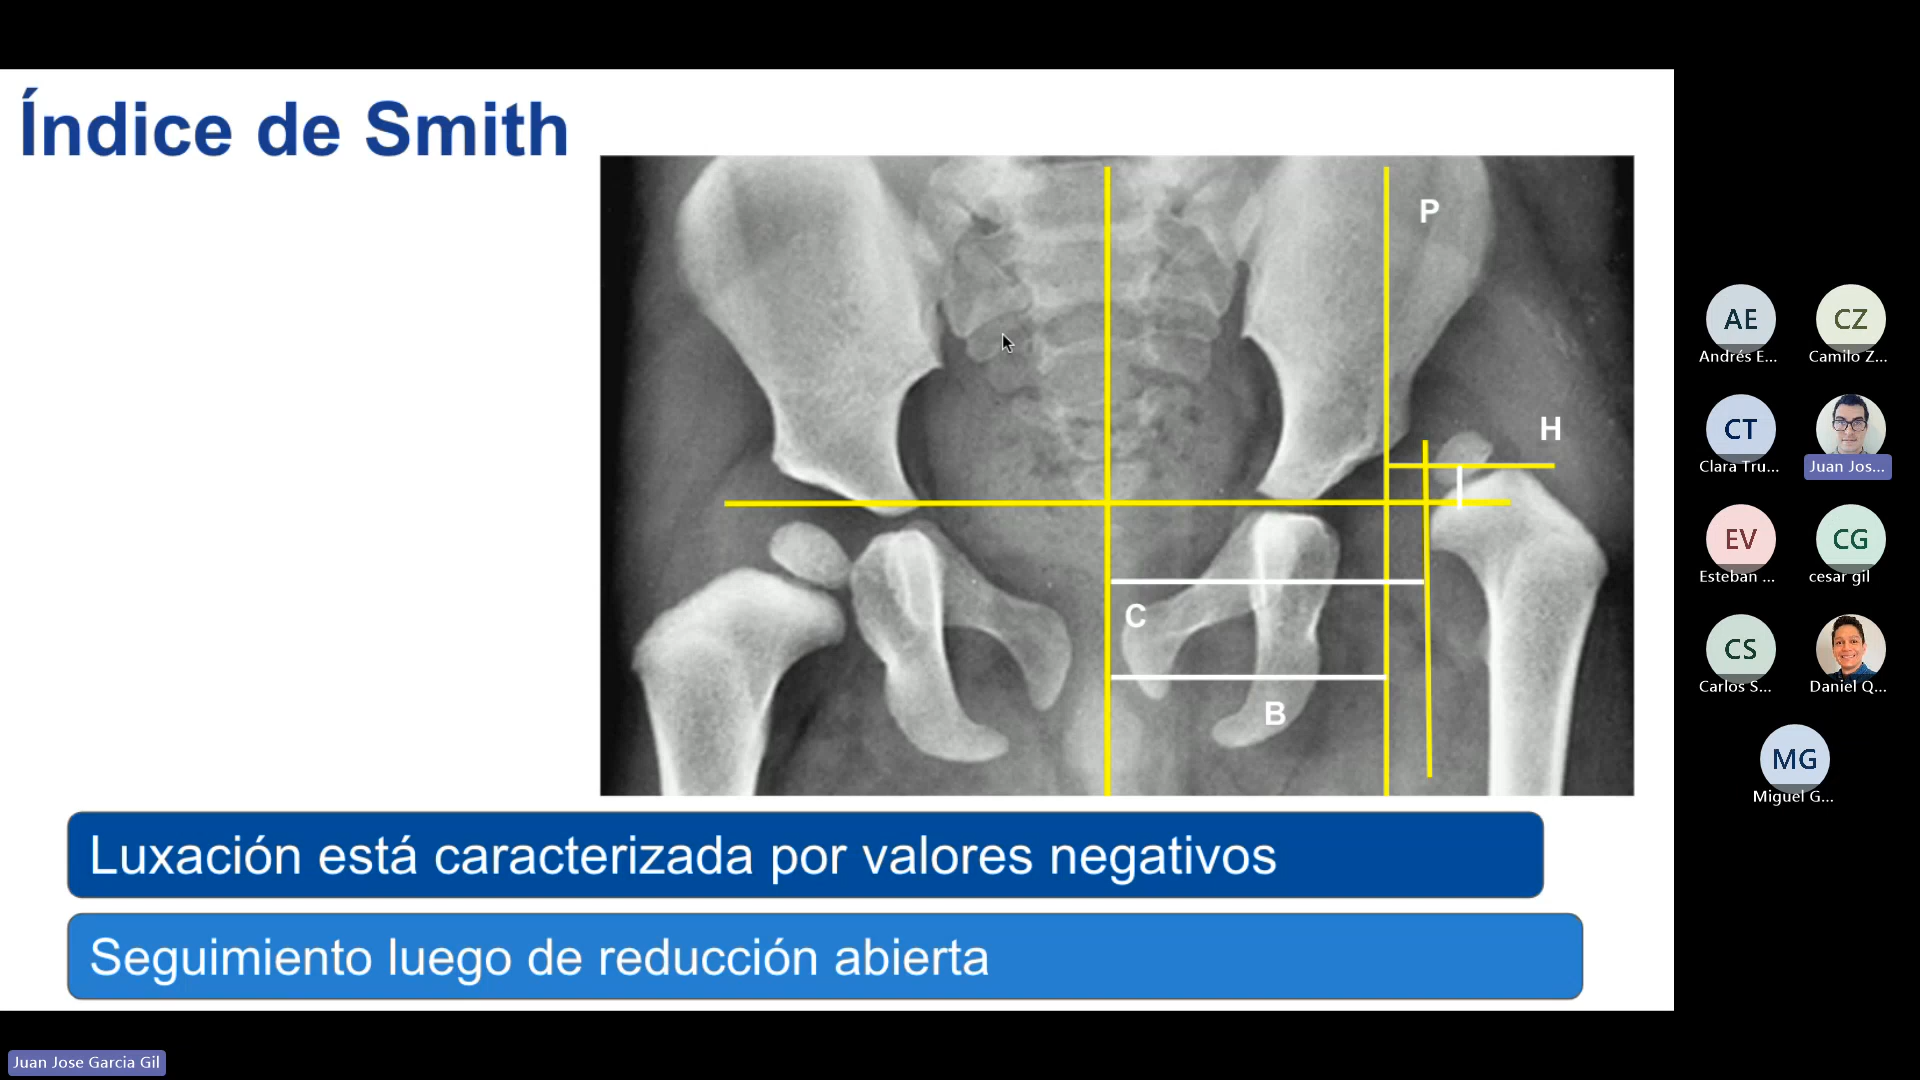 Índice de Smith
P
H
C
B
Luxación está caracterizada por valores negativos
Seguimiento luego de reducción abierta
AE
Andrés E...
CZ
Camilo Z...
CT
Clara Tru...
Juan Jos...
EV
Esteban ...
CG
cesar gil
CS
Carlos S...
Daniel Q...
MG
Miguel G...
Juan Jose Garcia Gil